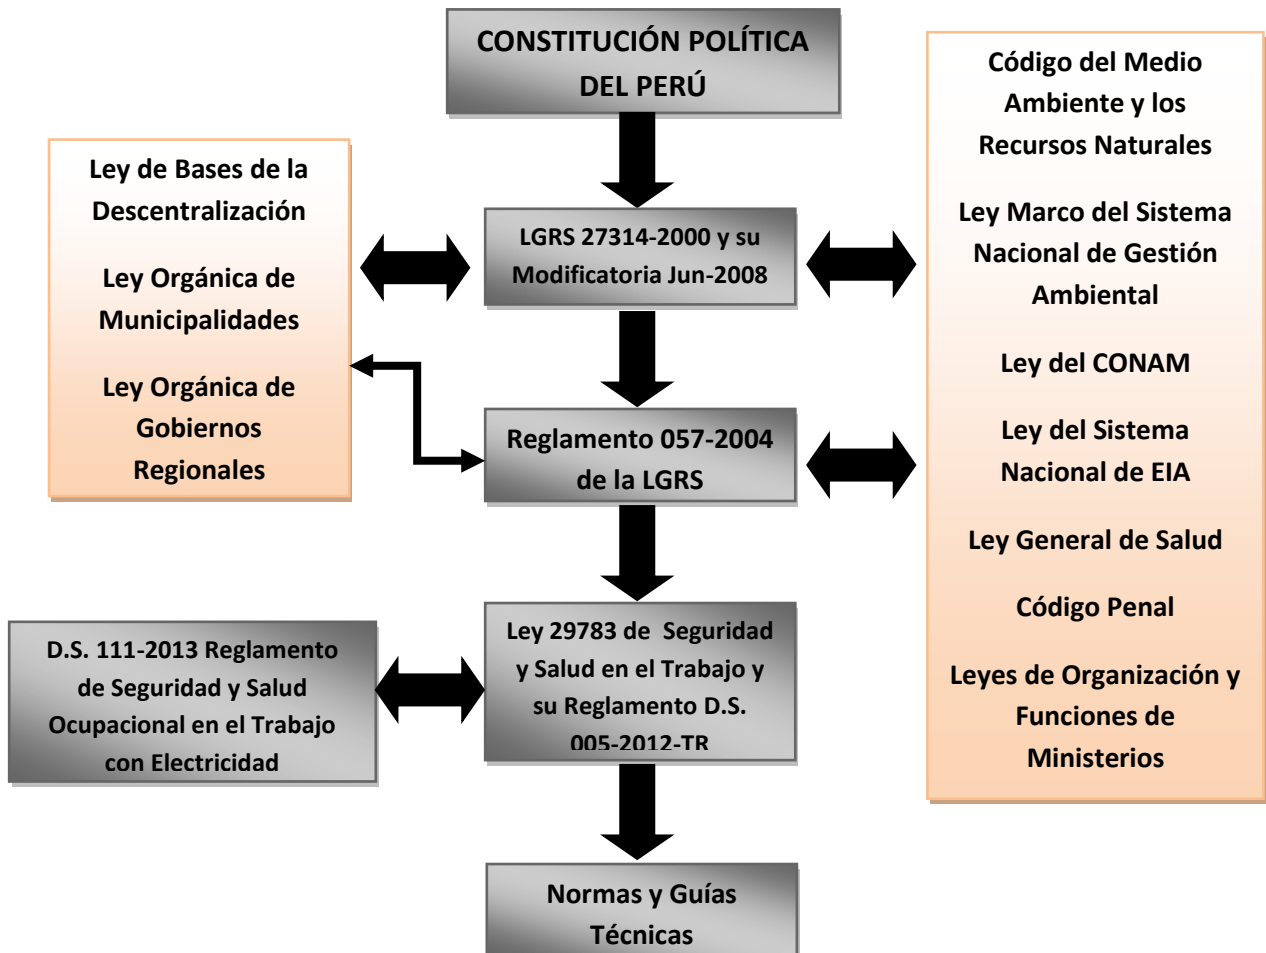 CONSTITUCIÓN POLÍTICA
DEL PERÚ
Ley de Bases de la
Descentralización
Ley Orgánica de
Municipalidades
Ley Orgánica de
Gobiernos
Regionales
LGRS 27314-2000 y su
Modificatoria Jun-2008
Reglamento 057-2004
de la LGRS
Código del Medio
Ambiente y los
Recursos Naturales
Ley Marco del Sistema
Nacional de Gestión
Ambiental
Ley del CONAM
Ley del Sistema
Nacional de EIA
Ley General de Salud
Código Penal
Leyes de Organización y
Funciones de
Ministerios
D.S. 111-2013 Reglamento
de Seguridad y Salud
Ocupacional en el Trabajo
con Electricidad
Ley 29783 de Seguridad
y Salud en el Trabajo y
su Reglamento D.S.
005-2012-TR
Normas y Guías
Técnicas